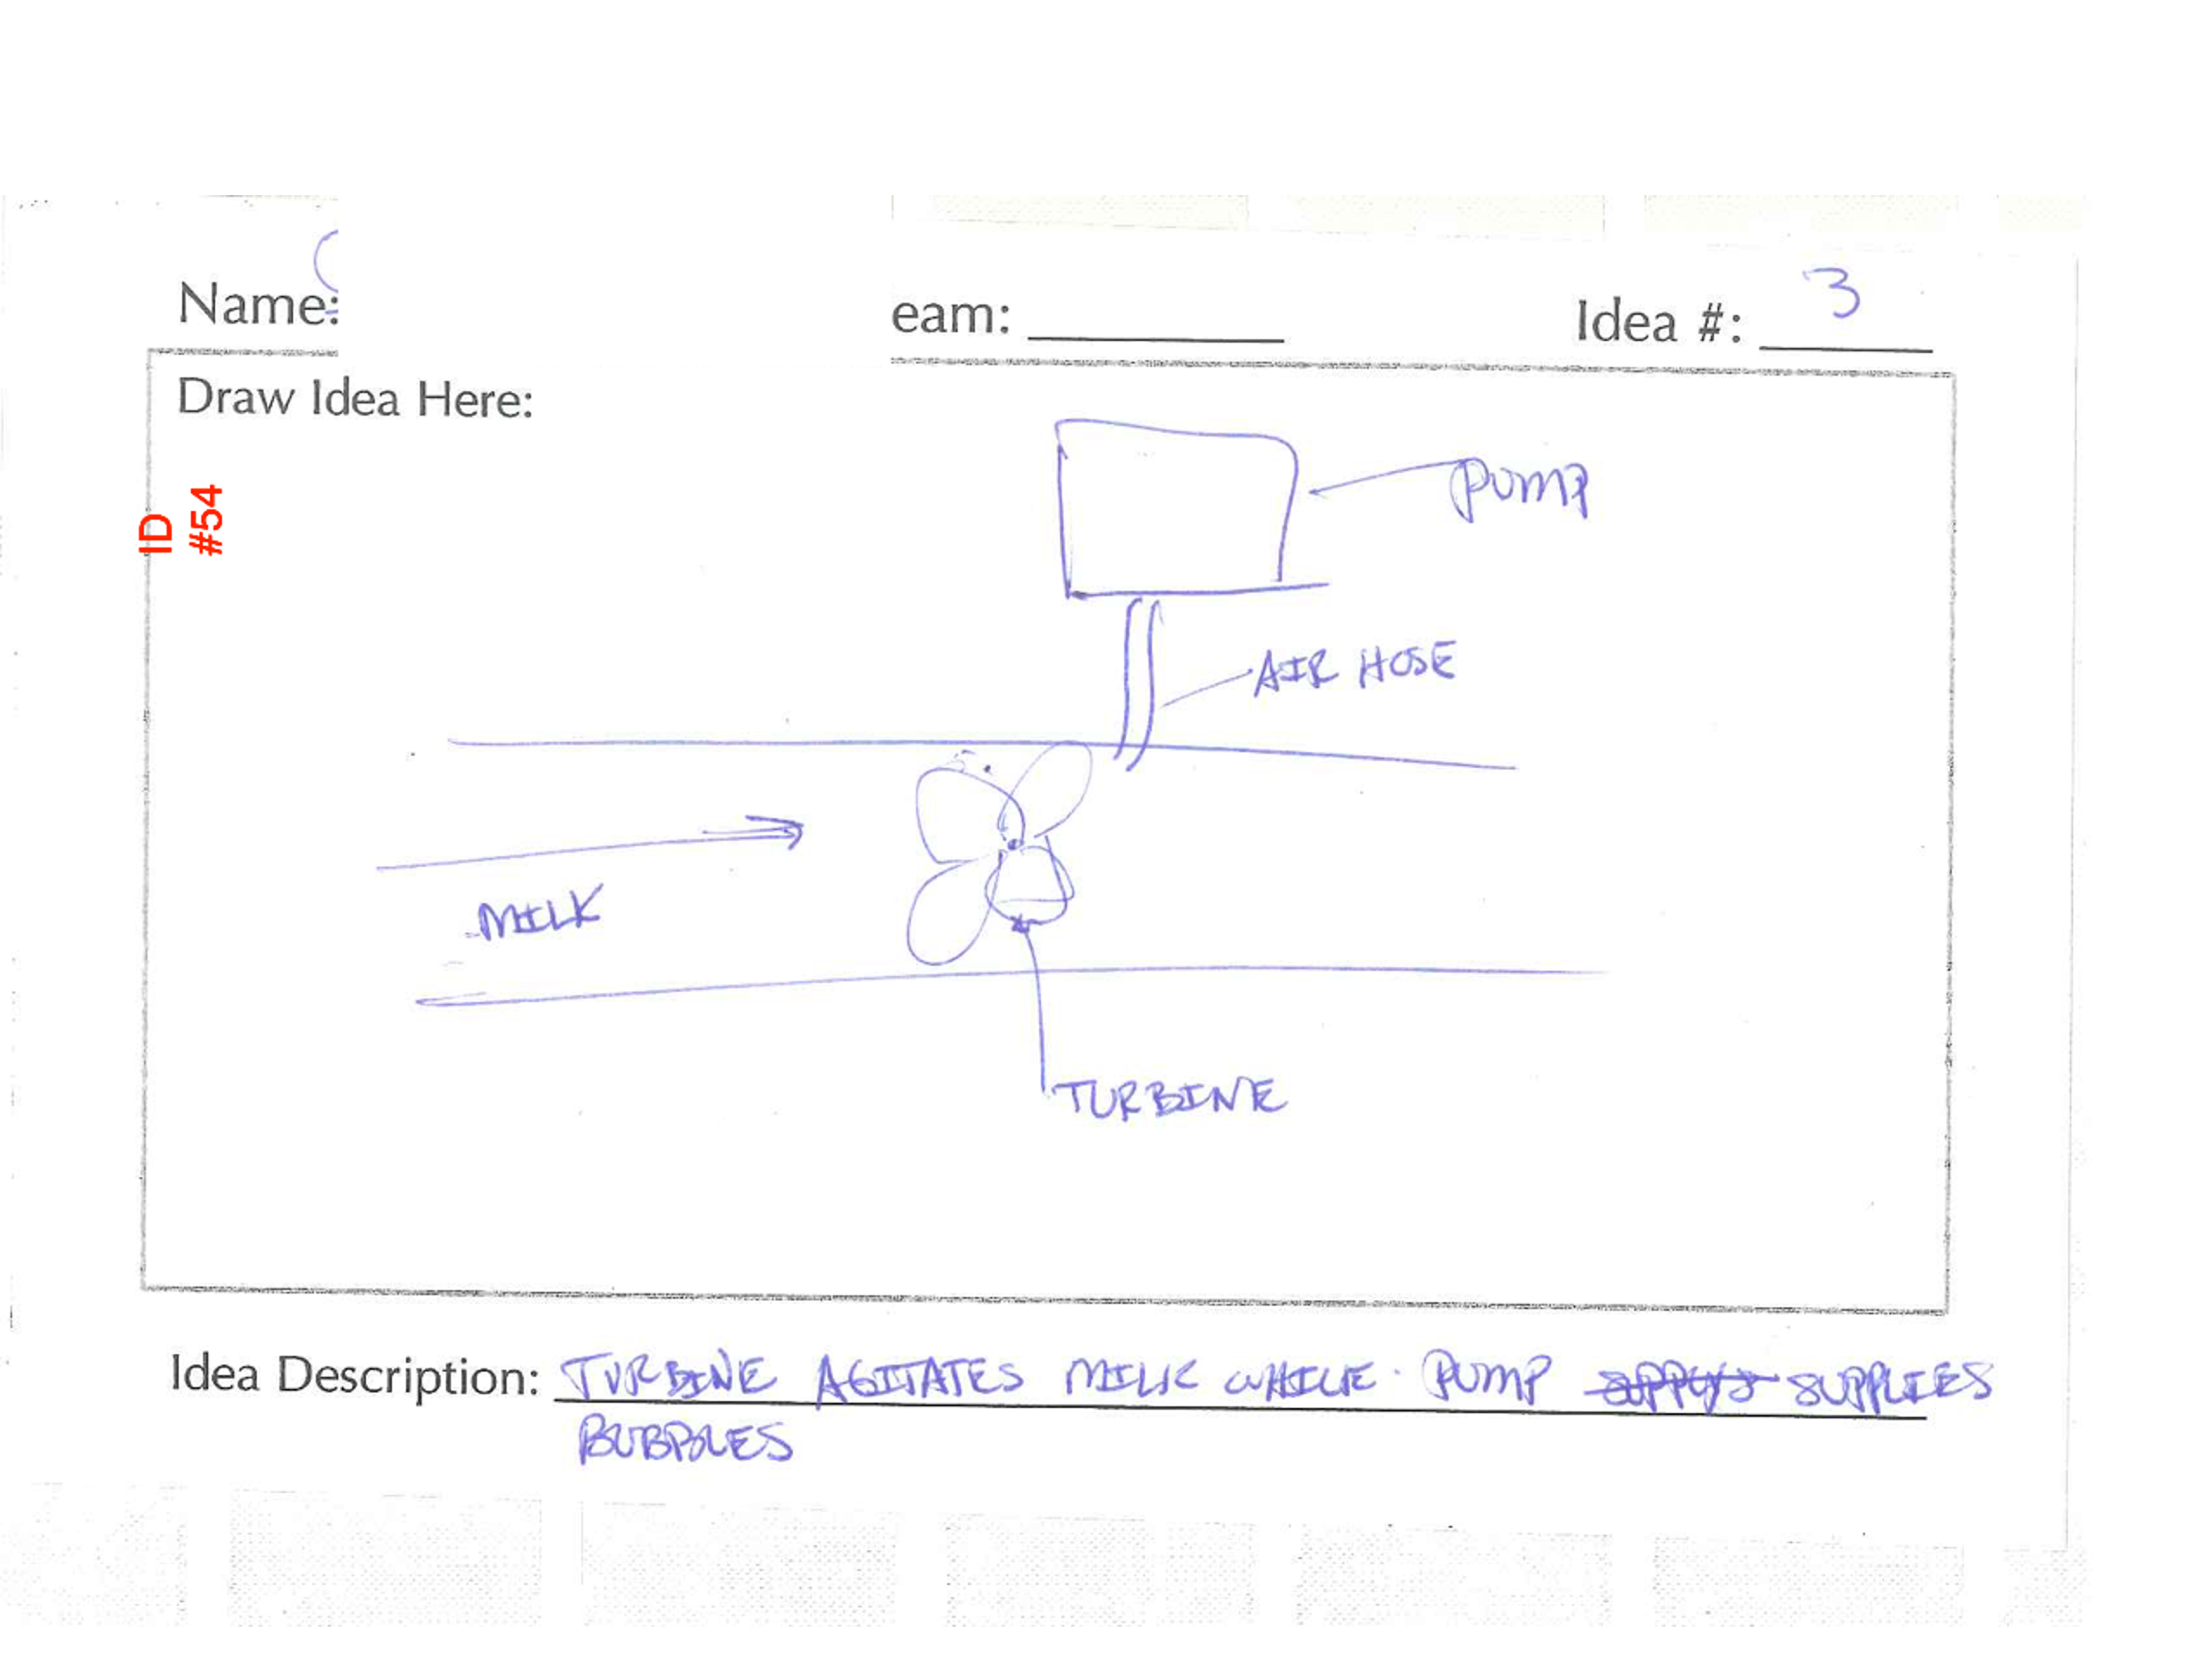 Name:
eam:
Idea #: 3
Draw Idea Here:
ID
#54
PUMP
AIR HOSE
MILK
TURBINE
Idea Description: TURBINE AGITATES MILK WHILE PUMP SUPPLIES
BUBBLES